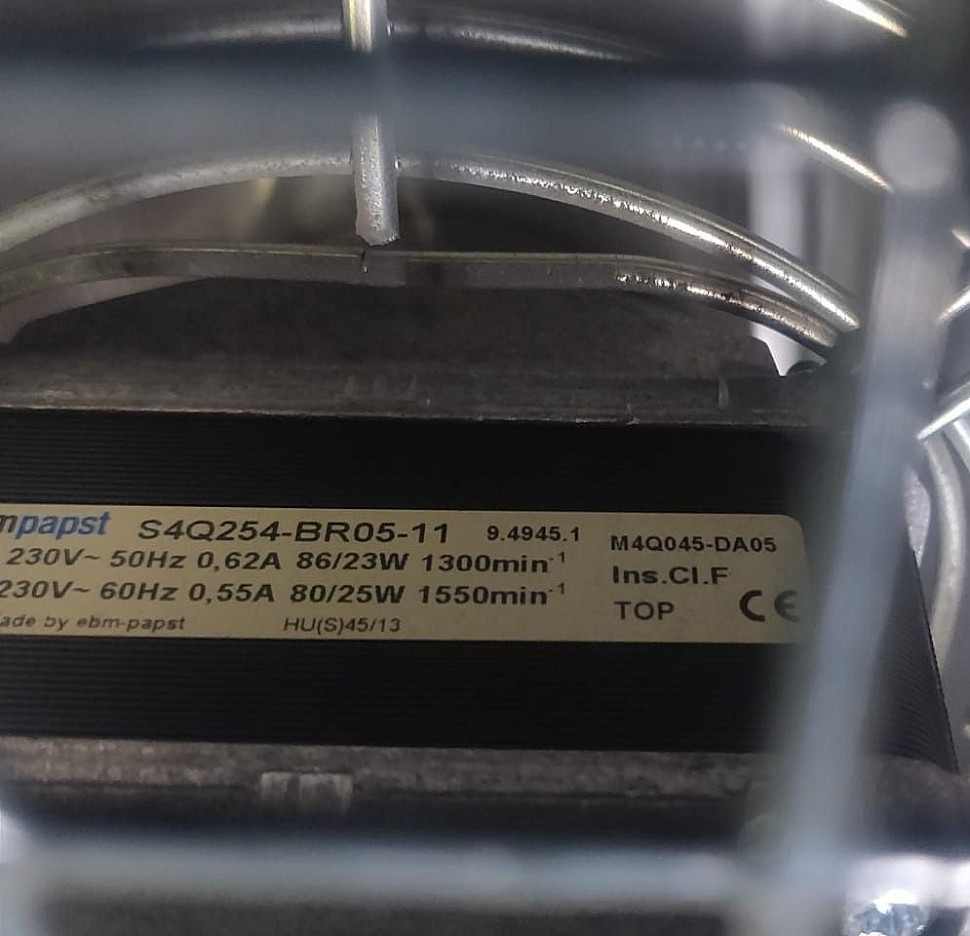 mpapst S4Q254-BR05-11 9.4945.1
230V~ 50Hz 0,62A 86/23W 1300min-1
230V~ 60Hz 0,55A 80/25W 1550min-1
ade by ebm-papst HU(S)45/13
M4Q045-DA05
Ins.Cl.F
TOP CE